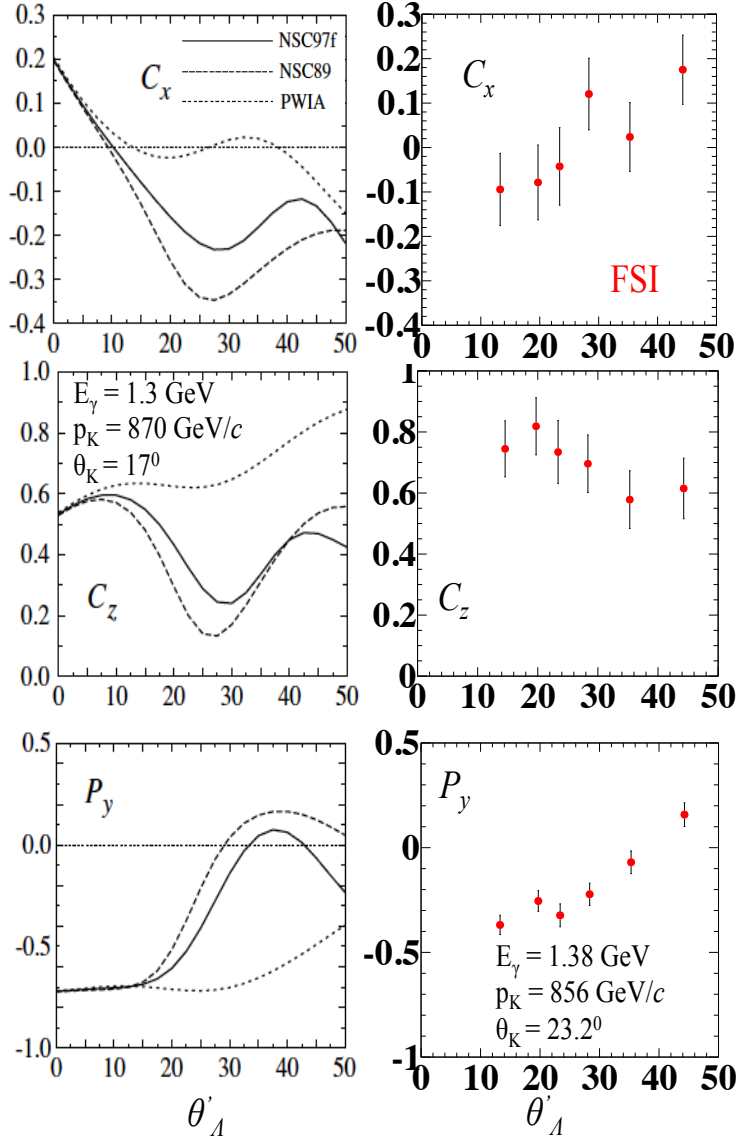 0.3
0.2
0.1
0.0
-0.1
-0.2
-0.3
-0.4
C_x
NSC97f
NSC89
PWIA
0 10 20 30 40 50
0.3
0.2
0.1
0
-0.1
-0.2
-0.3
-0.4
C_x
FSI
0 10 20 30 40 50
1.0
0.8
0.6
0.4
0.2
0.0
E_γ = 1.3 GeV
p_K = 870 GeV/c
θ_K = 17⁰
C_z
0 10 20 30 40 50
1
0.8
0.6
0.4
0.2
0
C_z
0 10 20 30 40 50
0.5
0.0
-0.5
-1.0
P_y
0 10 20 30 40 50
θ'_Λ
0.5
0
-0.5
-1
P_y
E_γ = 1.38 GeV
p_K = 856 GeV/c
θ_K = 23.2⁰
0 10 20 30 40 50
θ'_Λ